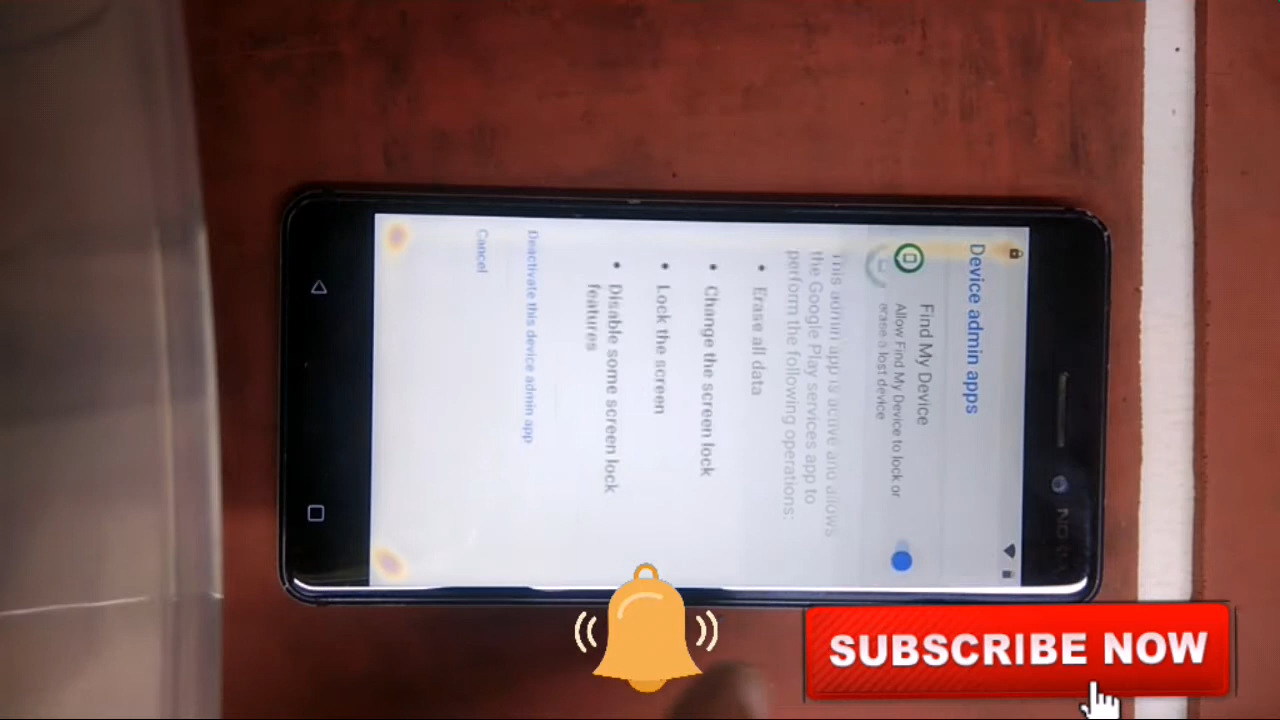 Device admin apps
Find My Device
Allow Find My Device to lock or
erase a lost device
This admin app is active and allows
the Google Play services app to
perform the following operations:
• Erase all data
• Change the screen lock
• Lock the screen
• Disable some screen lock
features
Deactivate this device admin app
Cancel
SUBSCRIBE NOW